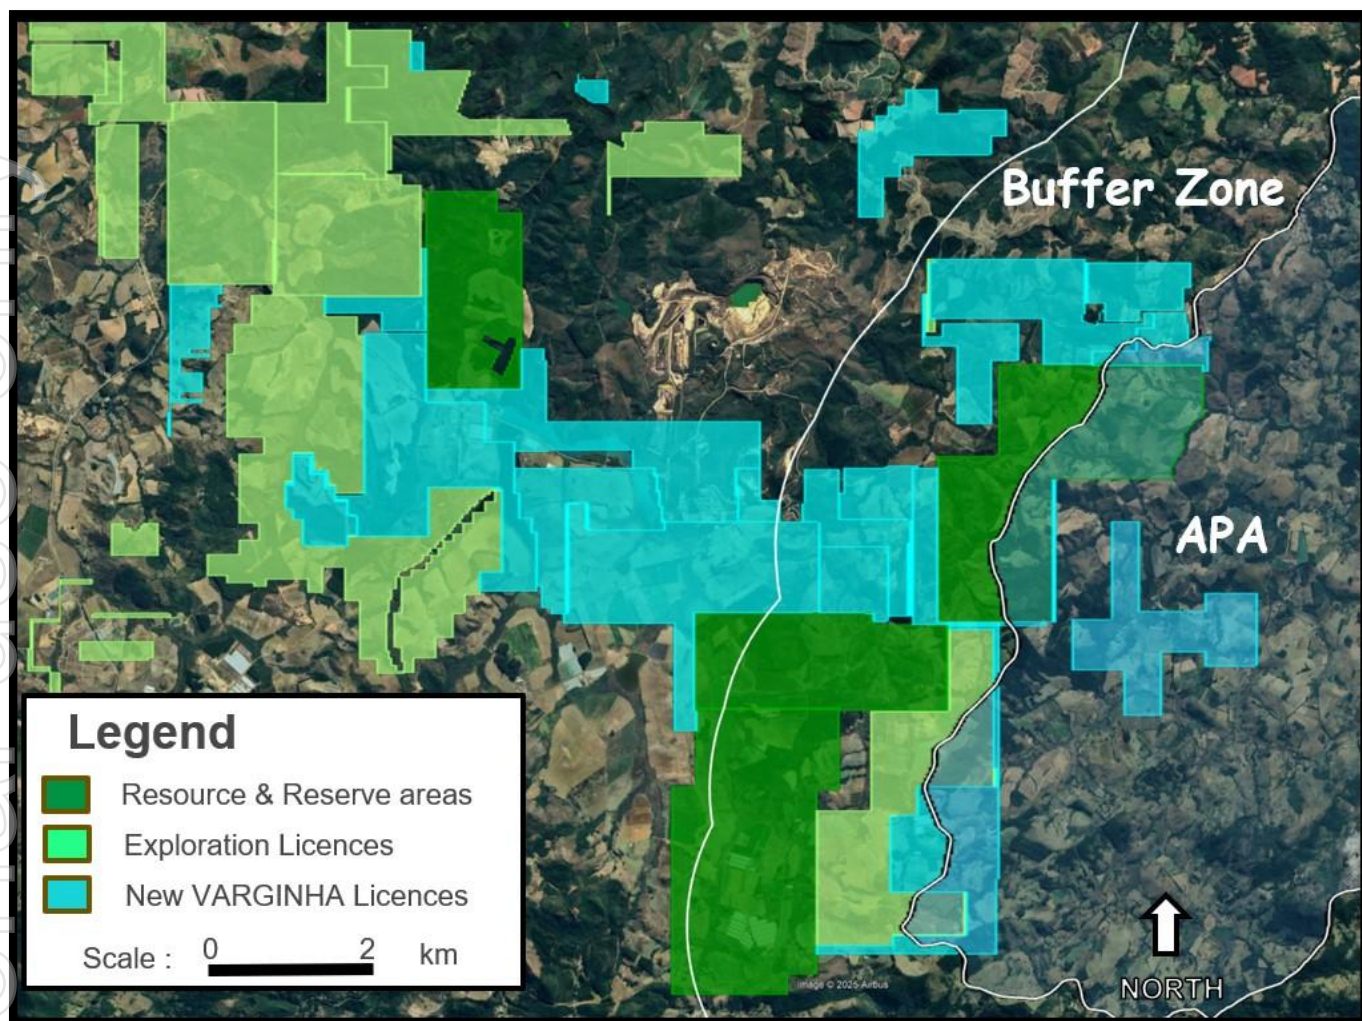 Buffer Zone
APA
Legend
Resource & Reserve areas
Exploration Licences
New VARGINHA Licences
Scale : 0 2 km
NORTH
Image © 2025 Airbus